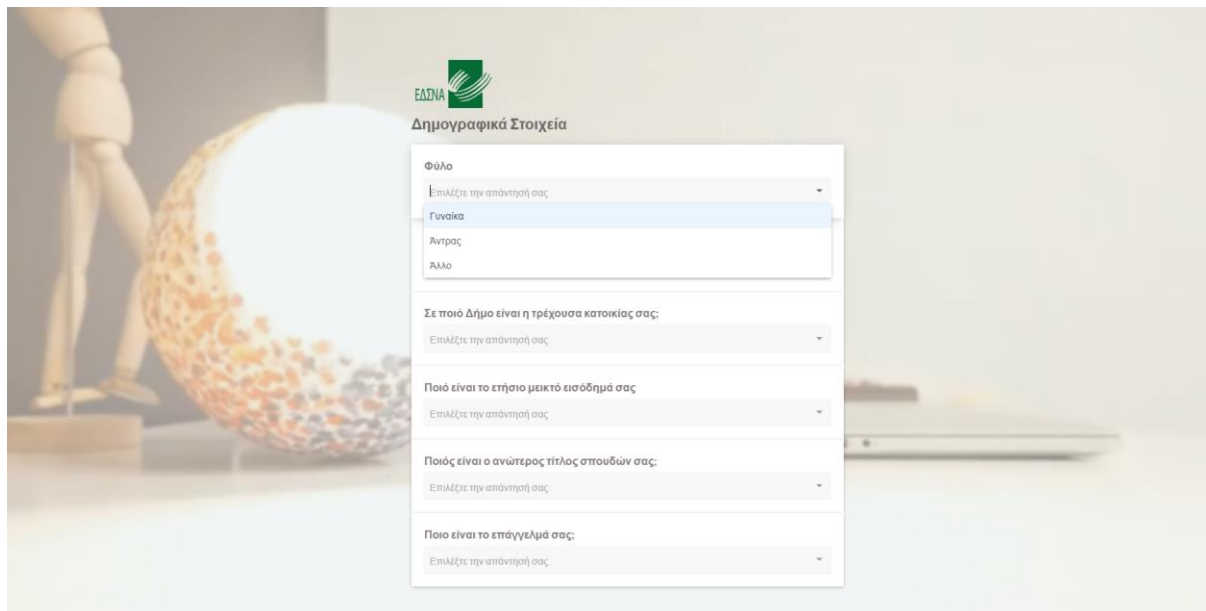 ΕΔΣΝΑ
Δημογραφικά Στοιχεία
Φύλο
Επιλέξτε την απάντησή σας
Γυναίκα
Άντρας
Άλλο
Σε ποιό Δήμο είναι η τρέχουσα κατοικίας σας;
Επιλέξτε την απάντησή σας
Ποιό είναι το ετήσιο μεικτό εισόδημά σας
Επιλέξτε την απάντησή σας
Ποιός είναι ο ανώτερος τίτλος σπουδών σας;
Επιλέξτε την απάντησή σας
Ποιο είναι το επάγγελμά σας;
Επιλέξτε την απάντησή σας